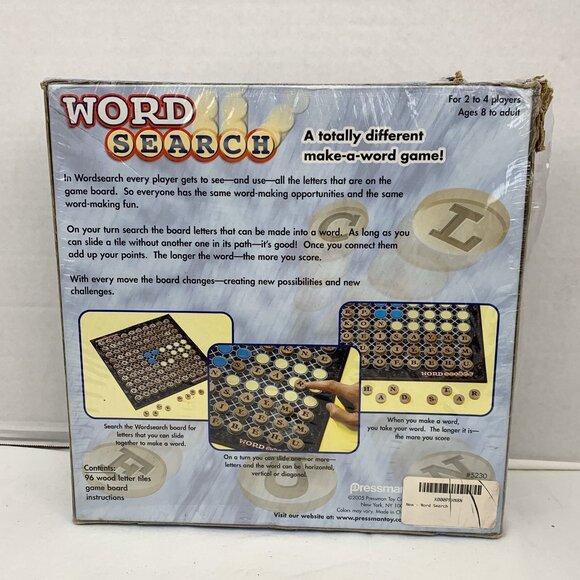 WORD
SEARCH
For 2 to 4 players
Ages 8 to adult
A totally different
make-a-word game!
In Wordsearch every player gets to see—and use—all the letters that are on the
game board. So everyone has the same word-making opportunities and the same
word-making fun.
On your turn search the board letters that can be made into a word. As long as you
can slide a tile without another one in its path—it's good! Once you connect them
add up your points. The longer the word—the more you score.
With every move the board changes—creating new possibilities and new
challenges.
Search the Wordsearch board for
letters that you can slide
together to make a word.
On a turn you can slide one—or more—
letters and the word can be horizontal,
vertical or diagonal.
When you make a word,
you take your word. The longer it is—
the more you score
Contents:
96 wood letter tiles
game board
instructions
#5230
Pressman
©2005 Pressman Toy Co
New York, NY 100
Colors may vary. Made in Ch
Visit our website at: www.pressmantoy.co
New - Word Search